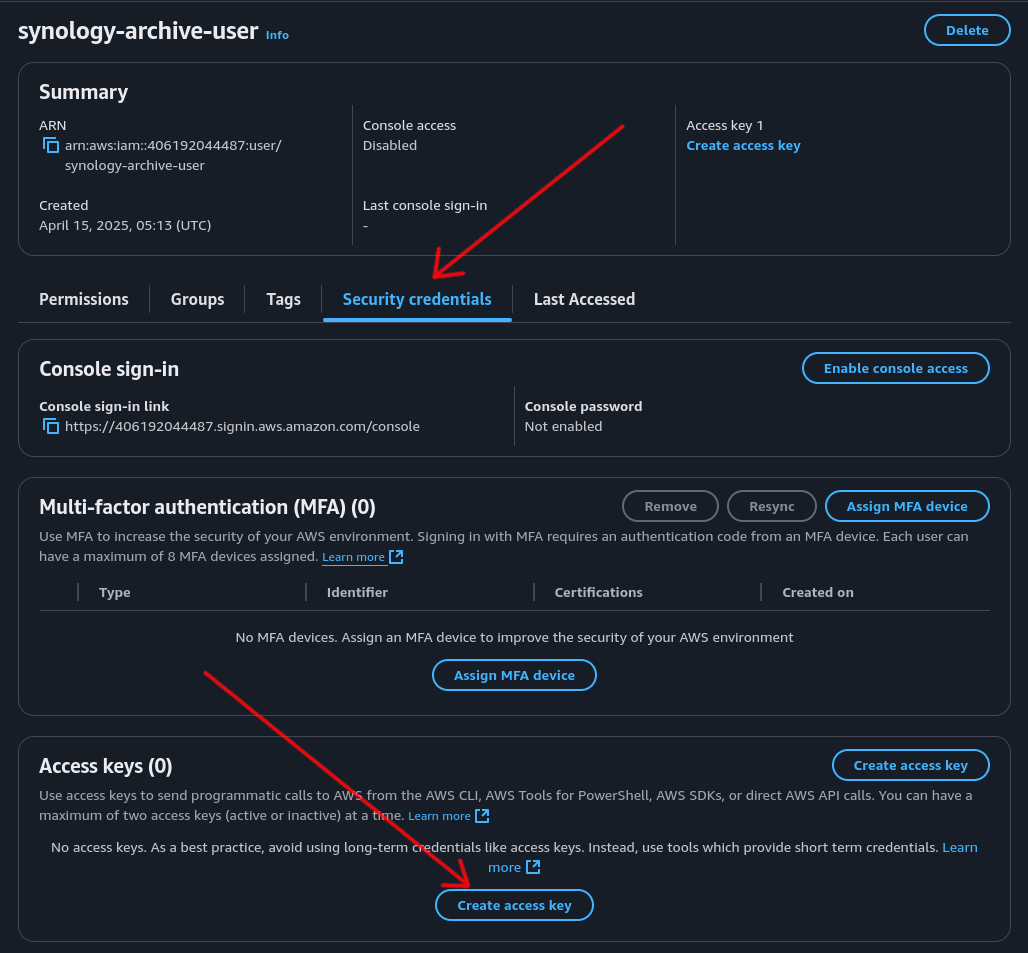 synology-archive-user Info
Delete
Summary
ARN
arn:aws:iam::406192044487:user/
synology-archive-user
Console access
Disabled
Access key 1
Create access key
Created
April 15, 2025, 05:13 (UTC)
Last console sign-in
-
Permissions
Groups
Tags
Security credentials
Last Accessed
Console sign-in
Enable console access
Console sign-in link
https://406192044487.signin.aws.amazon.com/console
Console password
Not enabled
Multi-factor authentication (MFA) (0)
Remove
Resync
Assign MFA device
Use MFA to increase the security of your AWS environment. Signing in with MFA requires an authentication code from an MFA device. Each user can
have a maximum of 8 MFA devices assigned. Learn more
Type
Identifier
Certifications
Created on
No MFA devices. Assign an MFA device to improve the security of your AWS environment
Assign MFA device
Access keys (0)
Create access key
Use access keys to send programmatic calls to AWS from the AWS CLI, AWS Tools for PowerShell, AWS SDKs, or direct AWS API calls. You can have a
maximum of two access keys (active or inactive) at a time. Learn more
No access keys. As a best practice, avoid using long-term credentials like access keys. Instead, use tools which provide short term credentials. Learn
more
Create access key